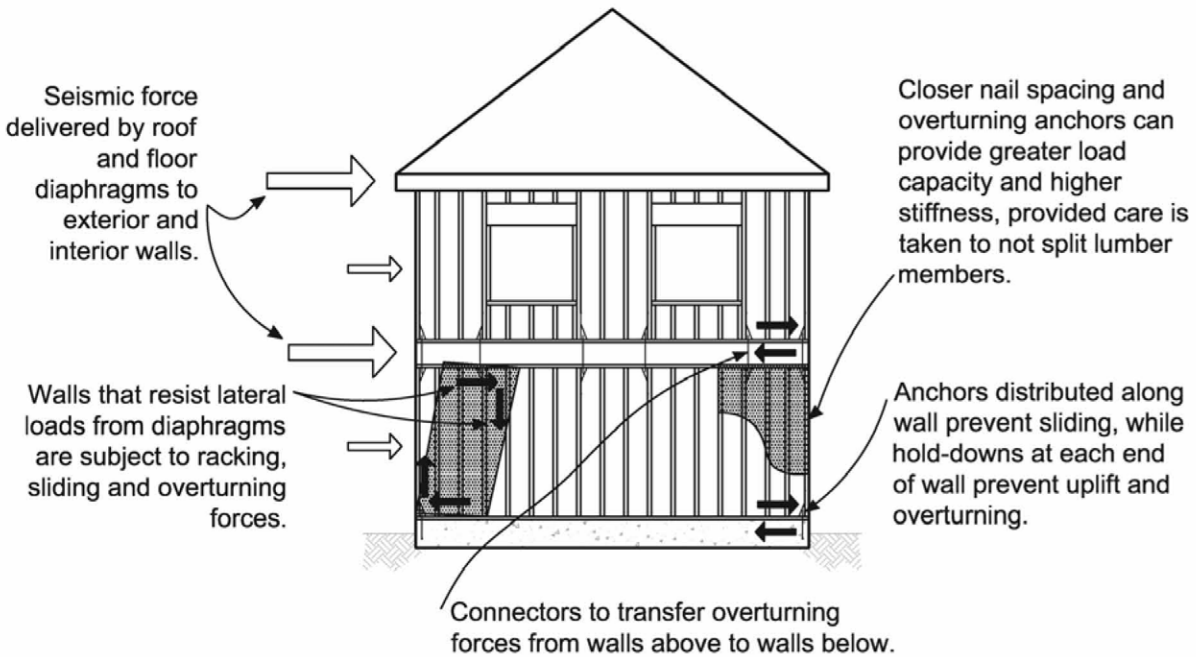 Seismic force
delivered by roof
and floor
diaphragms to
exterior and
interior walls.
Walls that resist lateral
loads from diaphragms
are subject to racking,
sliding and overturning
forces.
Closer nail spacing and
overturning anchors can
provide greater load
capacity and higher
stiffness, provided care is
taken to not split lumber
members.
Anchors distributed along
wall prevent sliding, while
hold-downs at each end
of wall prevent uplift and
overturning.
Connectors to transfer overturning
forces from walls above to walls below.